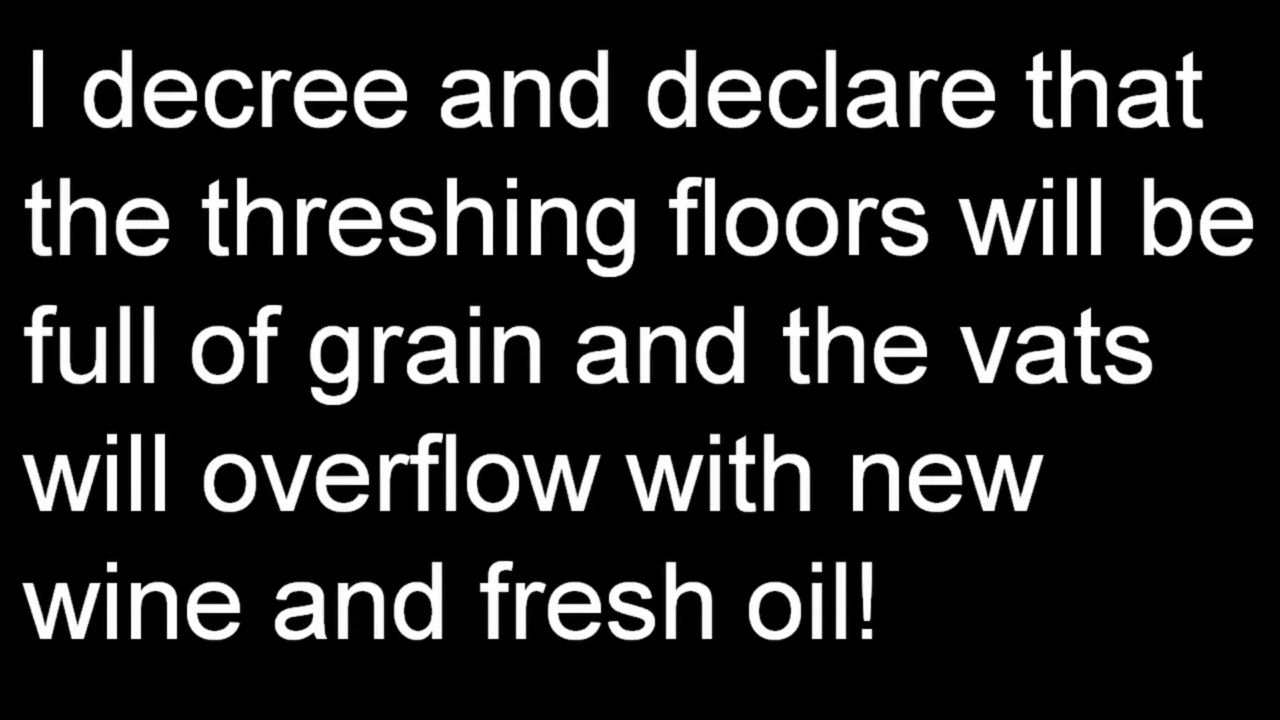 I decree and declare that
the threshing floors will be
full of grain and the vats
will overflow with new
wine and fresh oil!